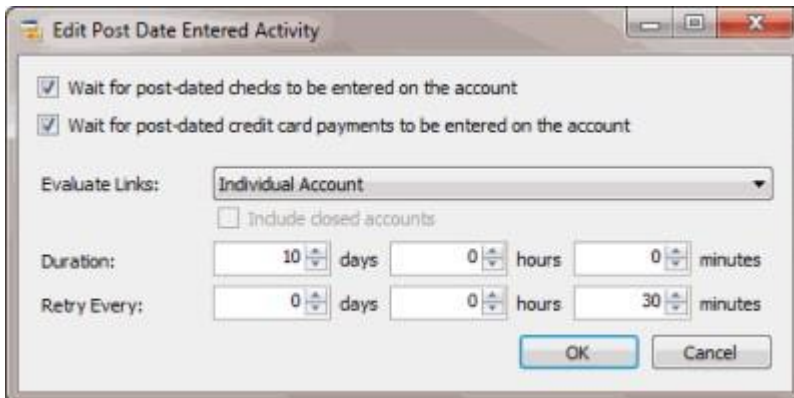 Edit Post Date Entered Activity
Wait for post-dated checks to be entered on the account
Wait for post-dated credit card payments to be entered on the account
Evaluate Links: Individual Account
Include closed accounts
Duration: 10 days 0 hours 0 minutes
Retry Every: 0 days 0 hours 30 minutes
OK Cancel